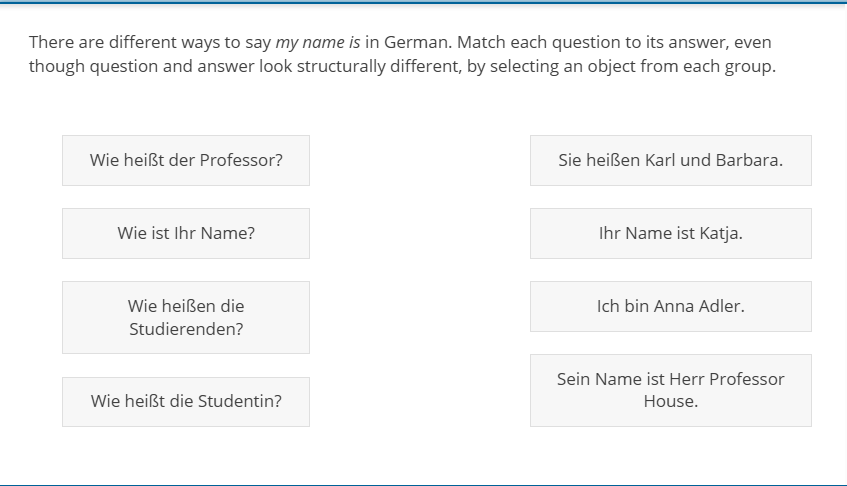 There are different ways to say my name is in German. Match each question to its answer, even
though question and answer look structurally different, by selecting an object from each group.
Wie heißt der Professor?
Sie heißen Karl und Barbara.
Wie ist Ihr Name?
Ihr Name ist Katja.
Wie heißen die
Studierenden?
Ich bin Anna Adler.
Wie heißt die Studentin?
Sein Name ist Herr Professor
House.